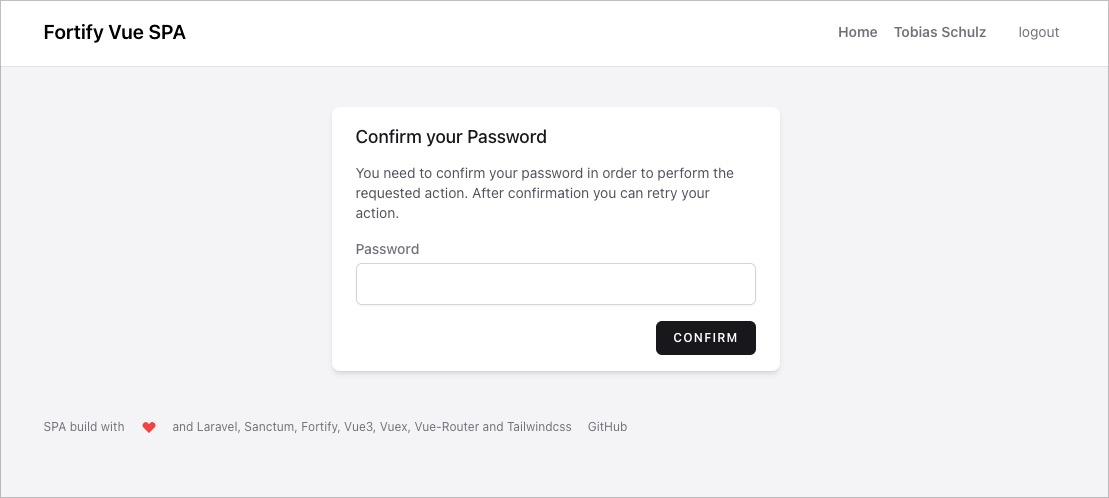 Fortify Vue SPA
Home Tobias Schulz logout
Confirm your Password
You need to confirm your password in order to perform the
requested action. After confirmation you can retry your
action.
Password
CONFIRM
SPA build with ❤ and Laravel, Sanctum, Fortify, Vue3, Vuex, Vue-Router and Tailwindcss GitHub